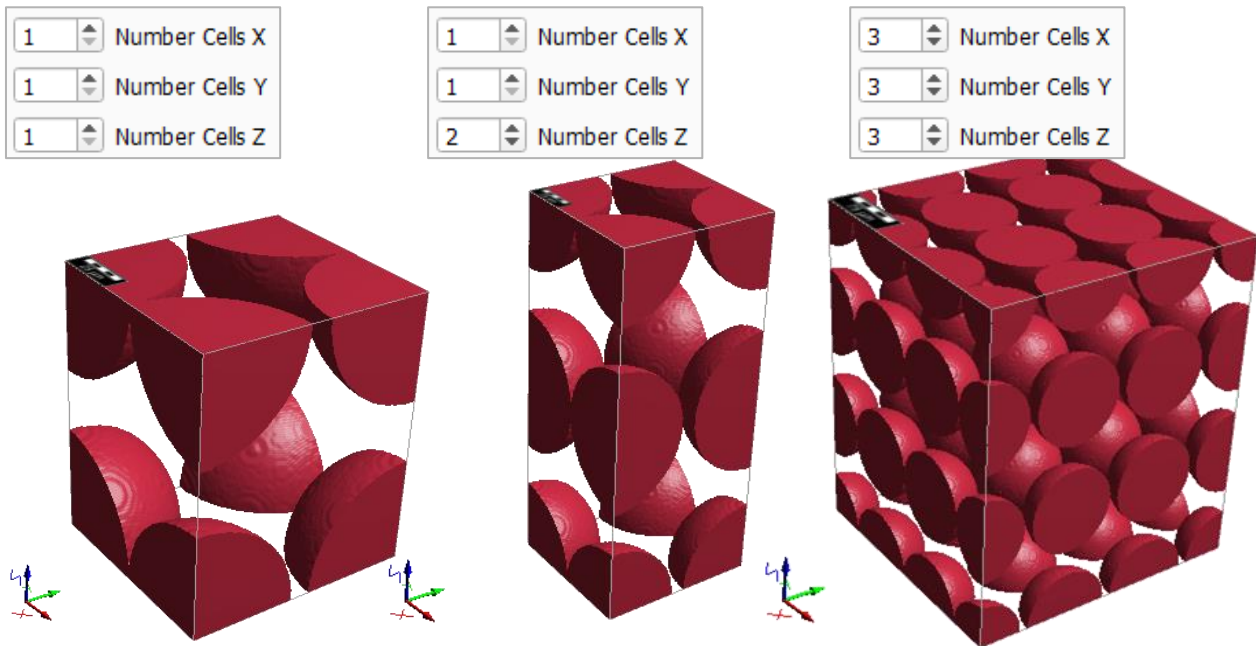 1 Number Cells X
1 Number Cells Y
1 Number Cells Z
1 Number Cells X
1 Number Cells Y
2 Number Cells Z
3 Number Cells X
3 Number Cells Y
3 Number Cells Z